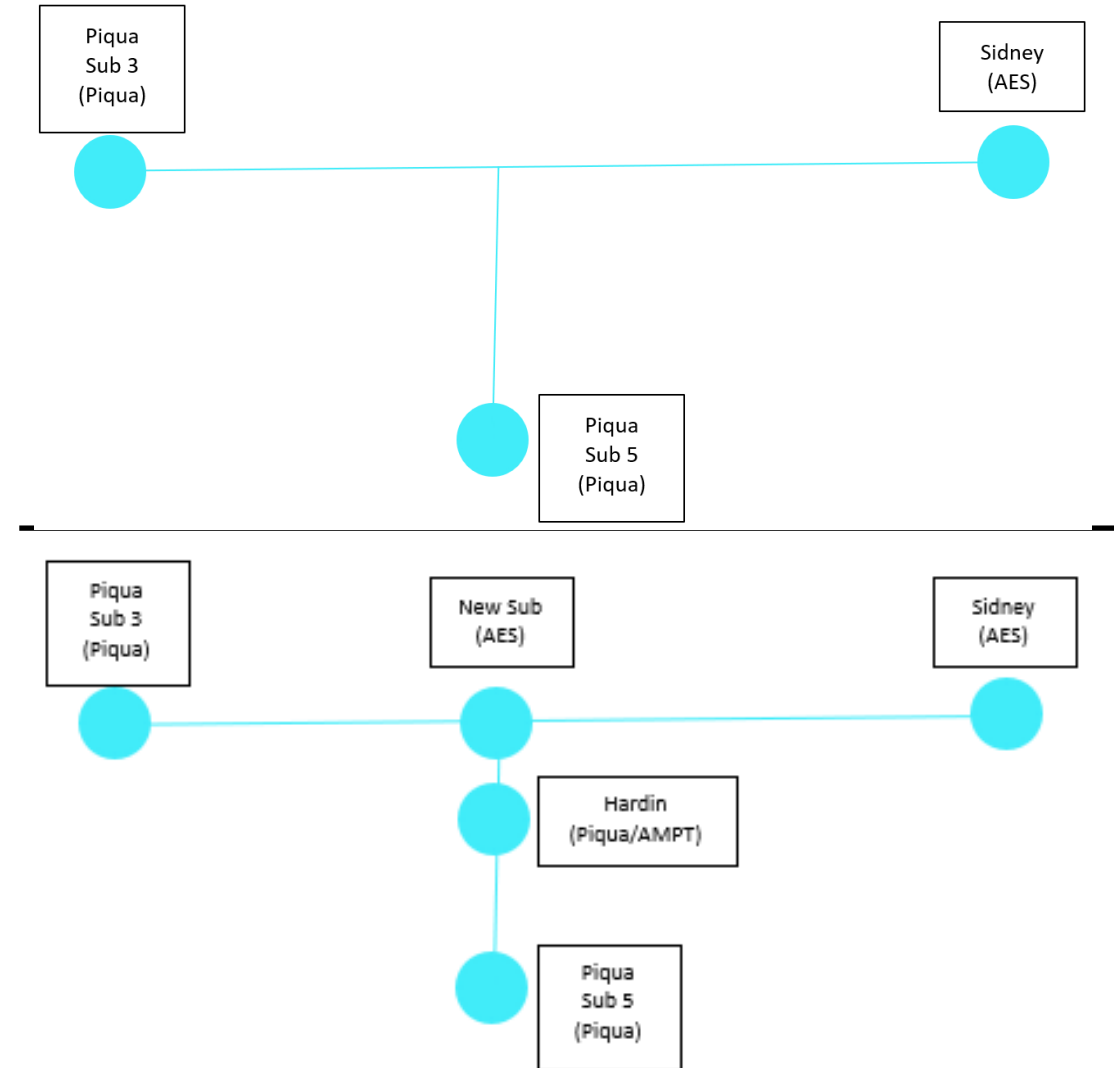 Piqua
Sub 3
(Piqua)
Sidney
(AES)
Piqua
Sub 5
(Piqua)
Piqua
Sub 3
(Piqua)
New Sub
(AES)
Sidney
(AES)
Hardin
(Piqua/AMPT)
Piqua
Sub 5
(Piqua)